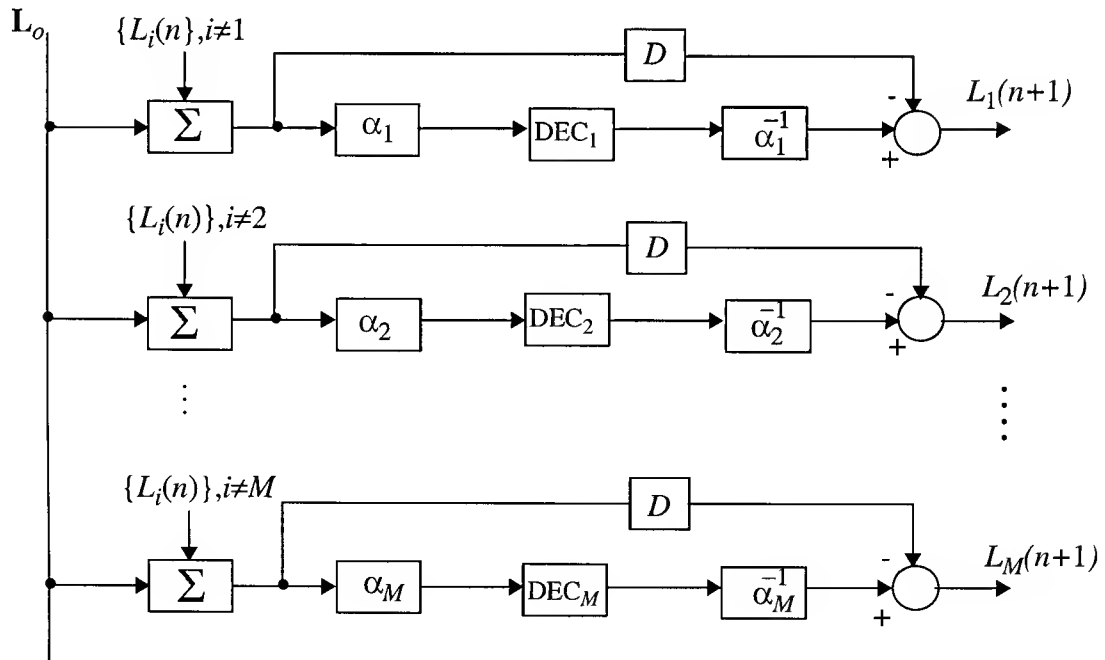 L_o
{L_i(n}, i≠1
D
Σ
α_1
DEC_1
α_1^{-1}
-
+
L_1(n+1)
{L_i(n)}, i≠2
D
Σ
α_2
DEC_2
α_2^{-1}
-
+
L_2(n+1)
{L_i(n)}, i≠M
D
Σ
α_M
DEC_M
α_M^{-1}
-
+
L_M(n+1)